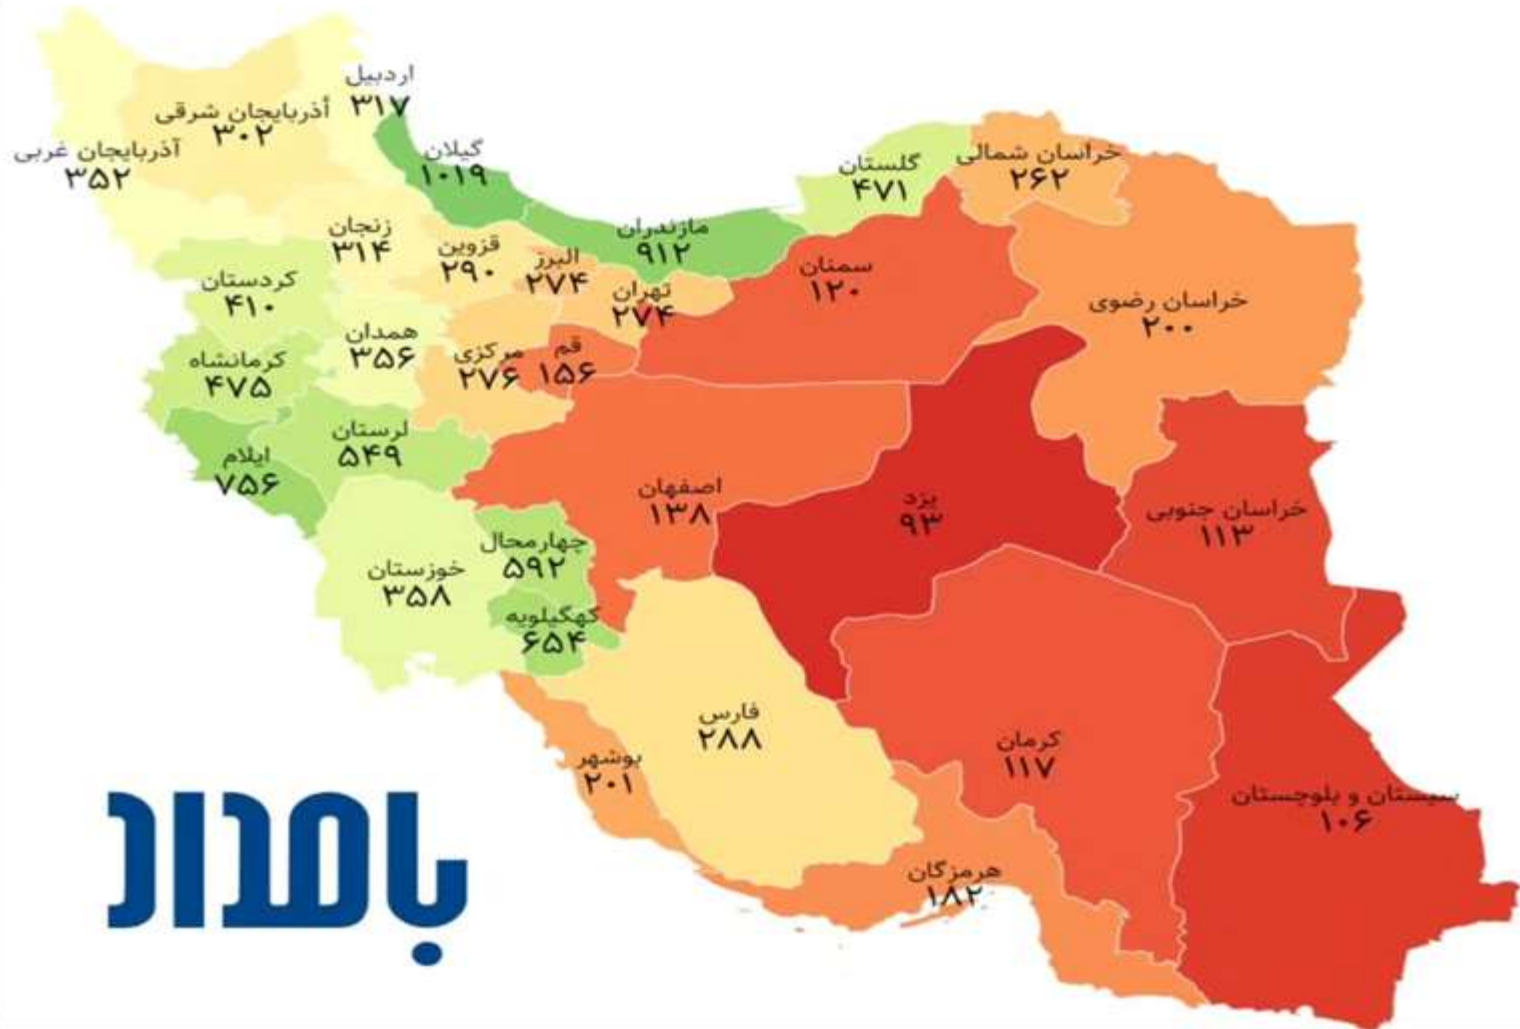 اردبیل
۳۱۷
أذربایجان شرقی
۳۰۲
آذربایجان غربی
۳۵۲
گیلان
۱۰۱۹
گلستان
۴۷۱
خراسان شمالی
۲۶۲
زنجان
۳۱۴
قزوین
۲۹۰
البرز
۲۷۴
مازندران
۹۱۲
تهران
۲۷۴
سمنان
۱۲۰
خراسان رضوی
۲۰۰
کردستان
۴۱۰
همدان
۳۵۶
کرمانشاه
۴۷۵
مرکزی
۲۷۶
قم
۱۵۶
لرستان
۵۴۹
ایلام
۷۵۶
اصفهان
۱۳۸
یزد
۹۳
خراسان جنوبی
۱۱۳
چهارمحال
۵۹۲
خوزستان
۳۵۸
کهگیلویه
۶۵۴
فارس
۲۸۸
بوشهر
۲۰۱
کرمان
۱۱۷
سیستان و بلوچستان
۱۰۶
هرمزگان
۱۸۲
بامداد